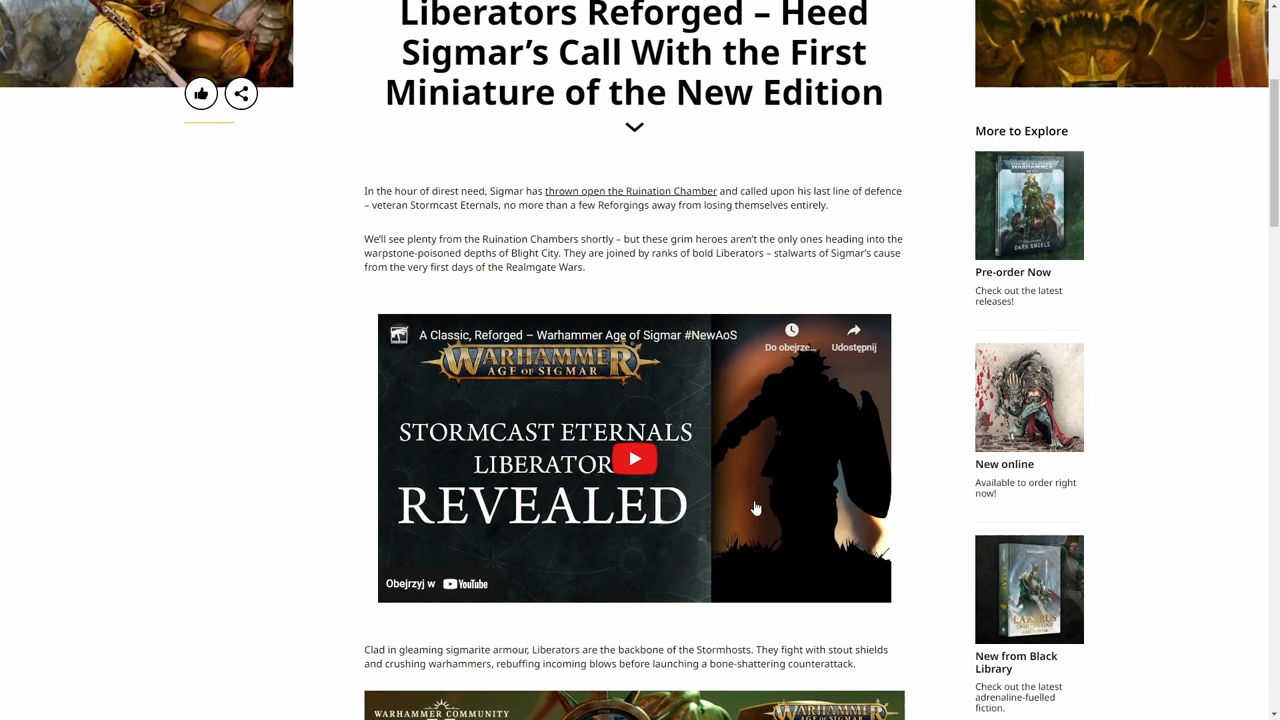 Liberators Reforged – Heed
Sigmar’s Call With the First
Miniature of the New Edition
In the hour of direst need, Sigmar has thrown open the Ruination Chamber and called upon his last line of defence
– veteran Stormcast Eternals, no more than a few Reforgings away from losing themselves entirely.
We’ll see plenty from the Ruination Chambers shortly – but these grim heroes aren’t the only ones heading into the
warpstone-poisoned depths of Blight City. They are joined by ranks of bold Liberators – stalwarts of Sigmar’s cause
from the very first days of the Realmgate Wars.
A Classic, Reforged – Warhammer Age of Sigmar #NewAoS
Do obejrze...
Udostępnij
WARHAMMER
AGE OF SIGMAR
STORMCAST ETERNALS
LIBERATOR
REVEALED
Obejrzyj w YouTube
Clad in gleaming sigmarite armour, Liberators are the backbone of the Stormhosts. They fight with stout shields
and crushing warhammers, rebuffing incoming blows before launching a bone-shattering counterattack.
WARHAMMER COMMUNITY
WARHAMMER
More to Explore
WARHAMMER
DARK ANGELS
Pre-order Now
Check out the latest
releases!
New online
Available to order right
now!
New from Black
Library
Check out the latest
adrenaline-fuelled
fiction.